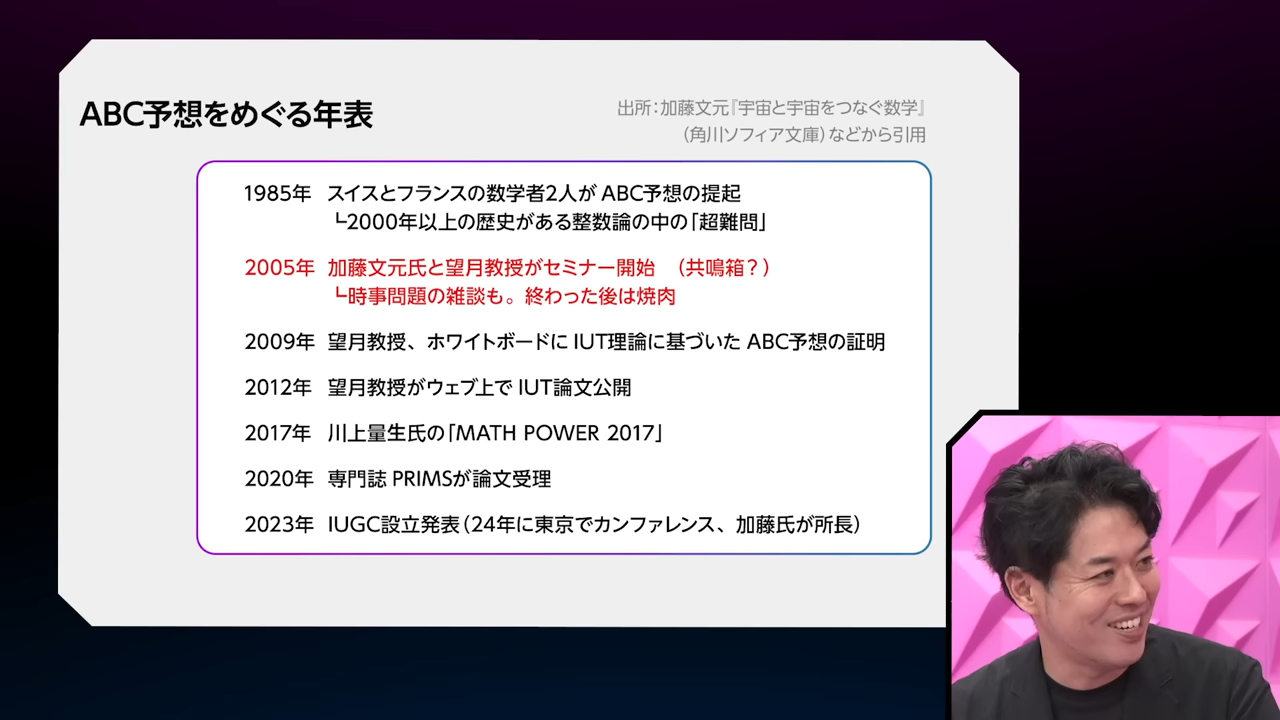 ABC予想をめぐる年表
出所：加藤文元『宇宙と宇宙をつなぐ数学』
（角川ソフィア文庫）などから引用
1985年 スイスとフランスの数学者2人が ABC予想の提起
┗2000年以上の歴史がある整数論の中の「超難問」
2005年 加藤文元氏と望月教授がセミナー開始 （共鳴箱？）
┗時事問題の雑談も。終わった後は焼肉
2009年 望月教授、ホワイトボードに IUT理論に基づいた ABC予想の証明
2012年 望月教授がウェブ上で IUT論文公開
2017年 川上量生氏の「MATH POWER 2017」
2020年 専門誌 PRIMSが論文受理
2023年 IUGC設立発表（24年に東京でカンファレンス、加藤氏が所長）